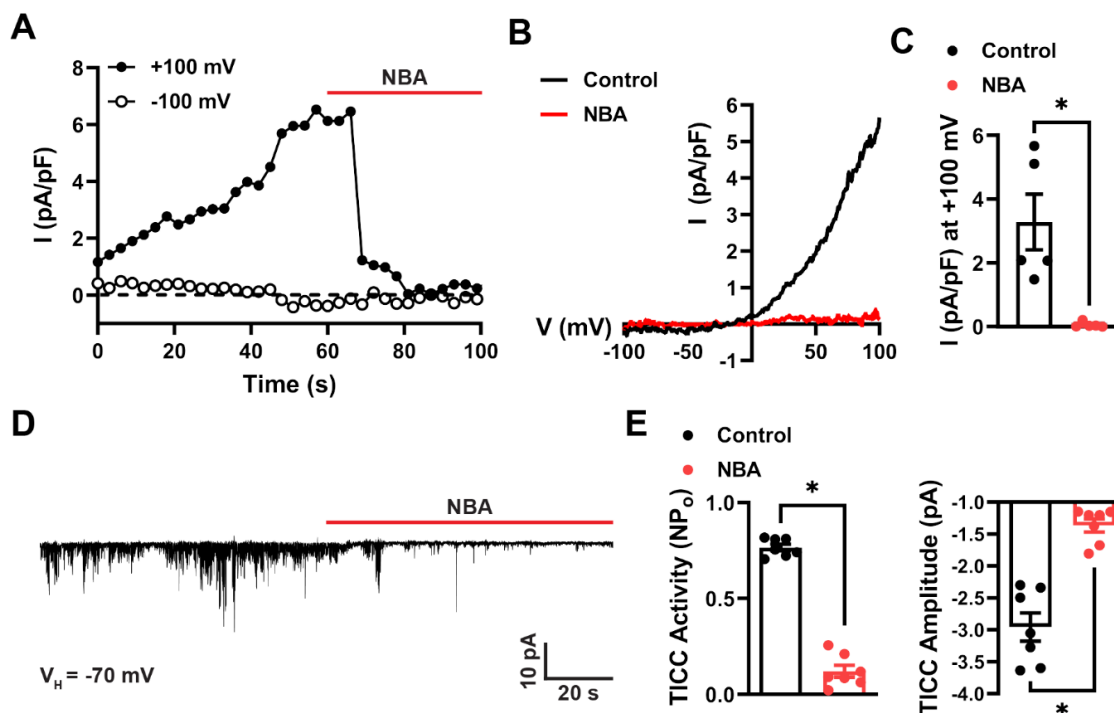 A
+100 mV
-100 mV
NBA
I (pA/pF)
8
6
4
2
0
0 20 40 60 80 100
Time (s)
B
Control
NBA
I (pA/pF)
6
5
4
3
2
1
-1
V (mV)
-100 -50 50 100
C
Control
NBA
*
I (pA/pF) at +100 mV
6
4
2
0
D
NBA
V_H = -70 mV
10 pA
20 s
E
Control
NBA
*
TICC Activity (NP_o)
1.0
0.5
0.0
TICC Amplitude (pA)
-1.0
-1.5
-2.0
-2.5
-3.0
-3.5
-4.0
*